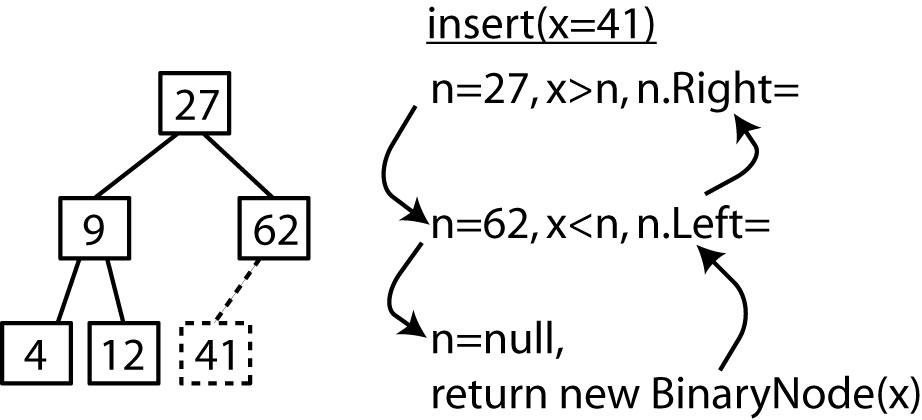 insert(x=41)
27
n=27, x>n, n.Right=
9
62
n=62, x<n, n.Left=
4
12
41
n=null,
return new BinaryNode(x)